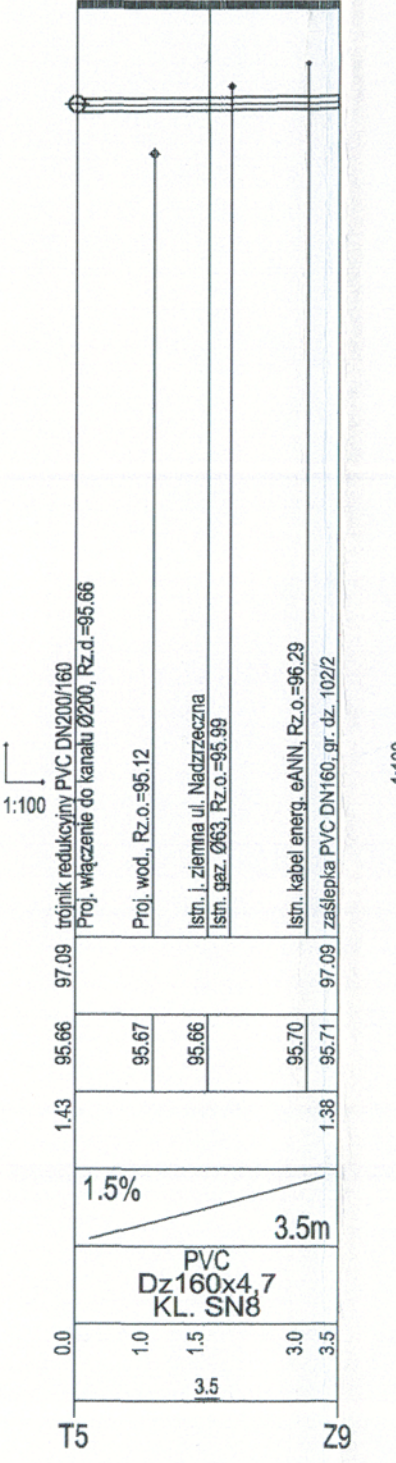 1:100
trójnik redukcyjny PVC DN200/160
Proj. włączenie do kanału Ø200, Rz.d.=95.66
Proj. wod., Rz.o.=95.12
Istn. j. ziemna ul. Nadrzeczna
Istn. gaz. Ø63, Rz.o.=95.99
Istn. kabel energ. eANN, Rz.o.=96.29
zaślepka PVC DN160, gr. dz. 102/2
1:100
97.09 97.09
95.66 95.67 95.66 95.70 95.71
1.43 1.38
1.5%
3.5m
PVC
Dz160x4,7
KL. SN8
0.0 1.0 1.5 3.0 3.5
3.5
T5 Z9